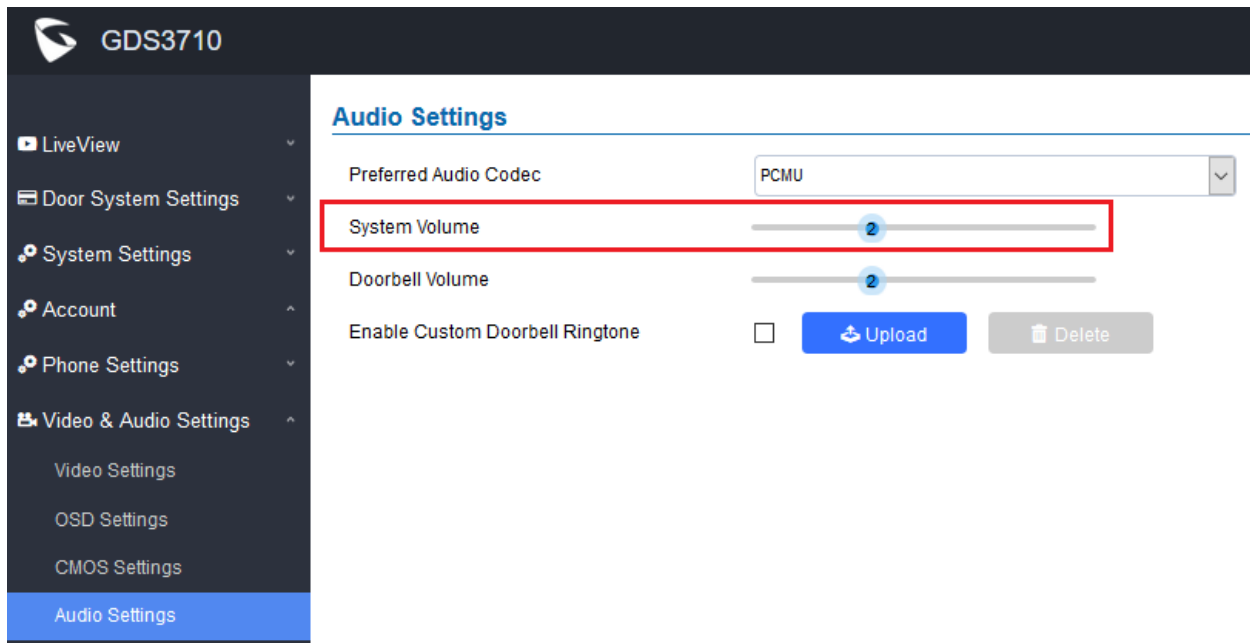 GDS3710
LiveView
Door System Settings
System Settings
Account
Phone Settings
Video & Audio Settings
Video Settings
OSD Settings
CMOS Settings
Audio Settings
Audio Settings
Preferred Audio Codec PCMU
System Volume 2
Doorbell Volume 2
Enable Custom Doorbell Ringtone Upload Delete